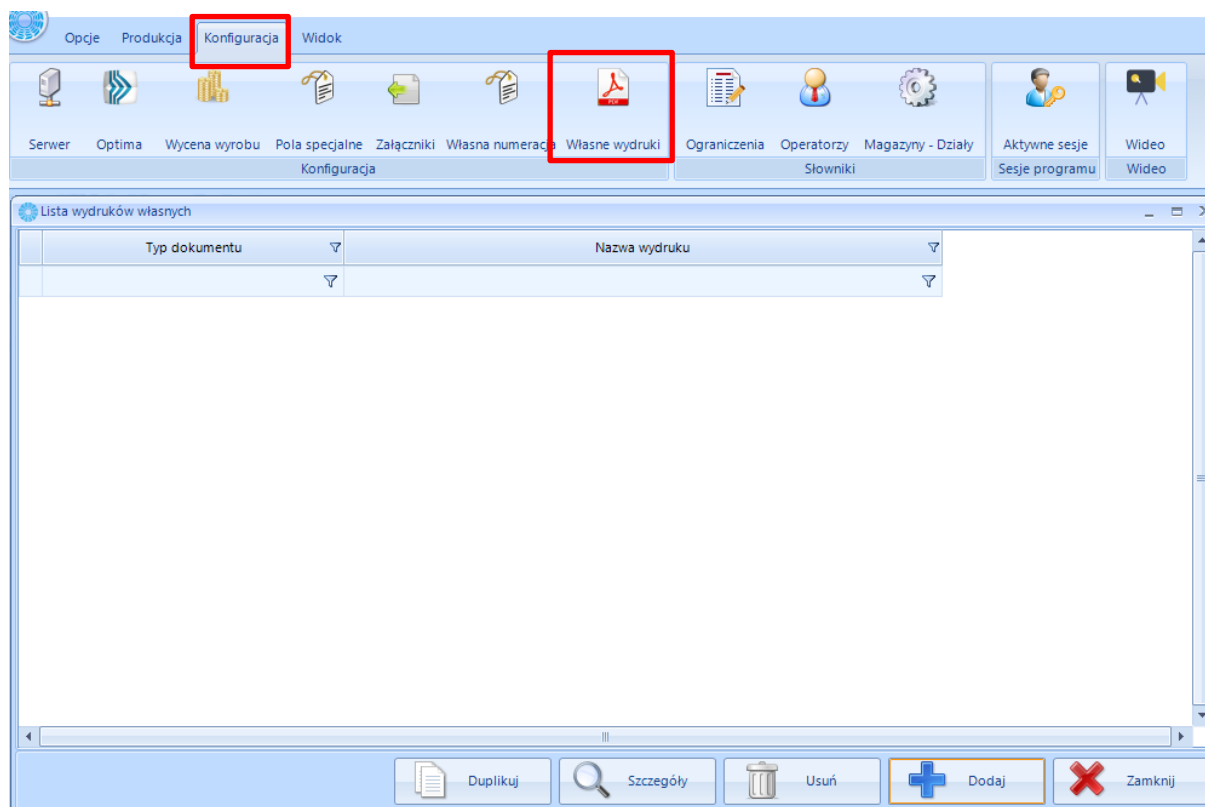 Opcje Produkcja Konfiguracja Widok
Serwer Optima Wycena wyrobu Pola specjalne Załączniki Własna numeracja Własne wydruki Ograniczenia Operatorzy Magazyny - Działy Aktywne sesje Wideo
Konfiguracja Słowniki Sesje programu Wideo
Lista wydruków własnych
Typ dokumentu Nazwa wydruku
Duplikuj Szczegóły Usuń Dodaj Zamknij